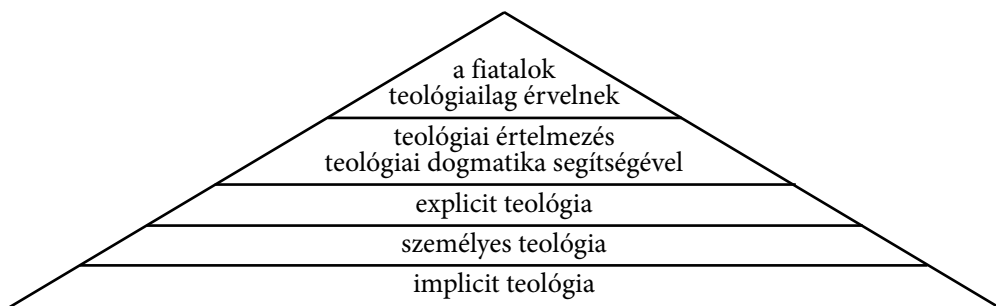 a fiatalok
teológiailag érvelnek
teológiai értelmezés
teológiai dogmatika segítségével
explicit teológia
személyes teológia
implicit teológia